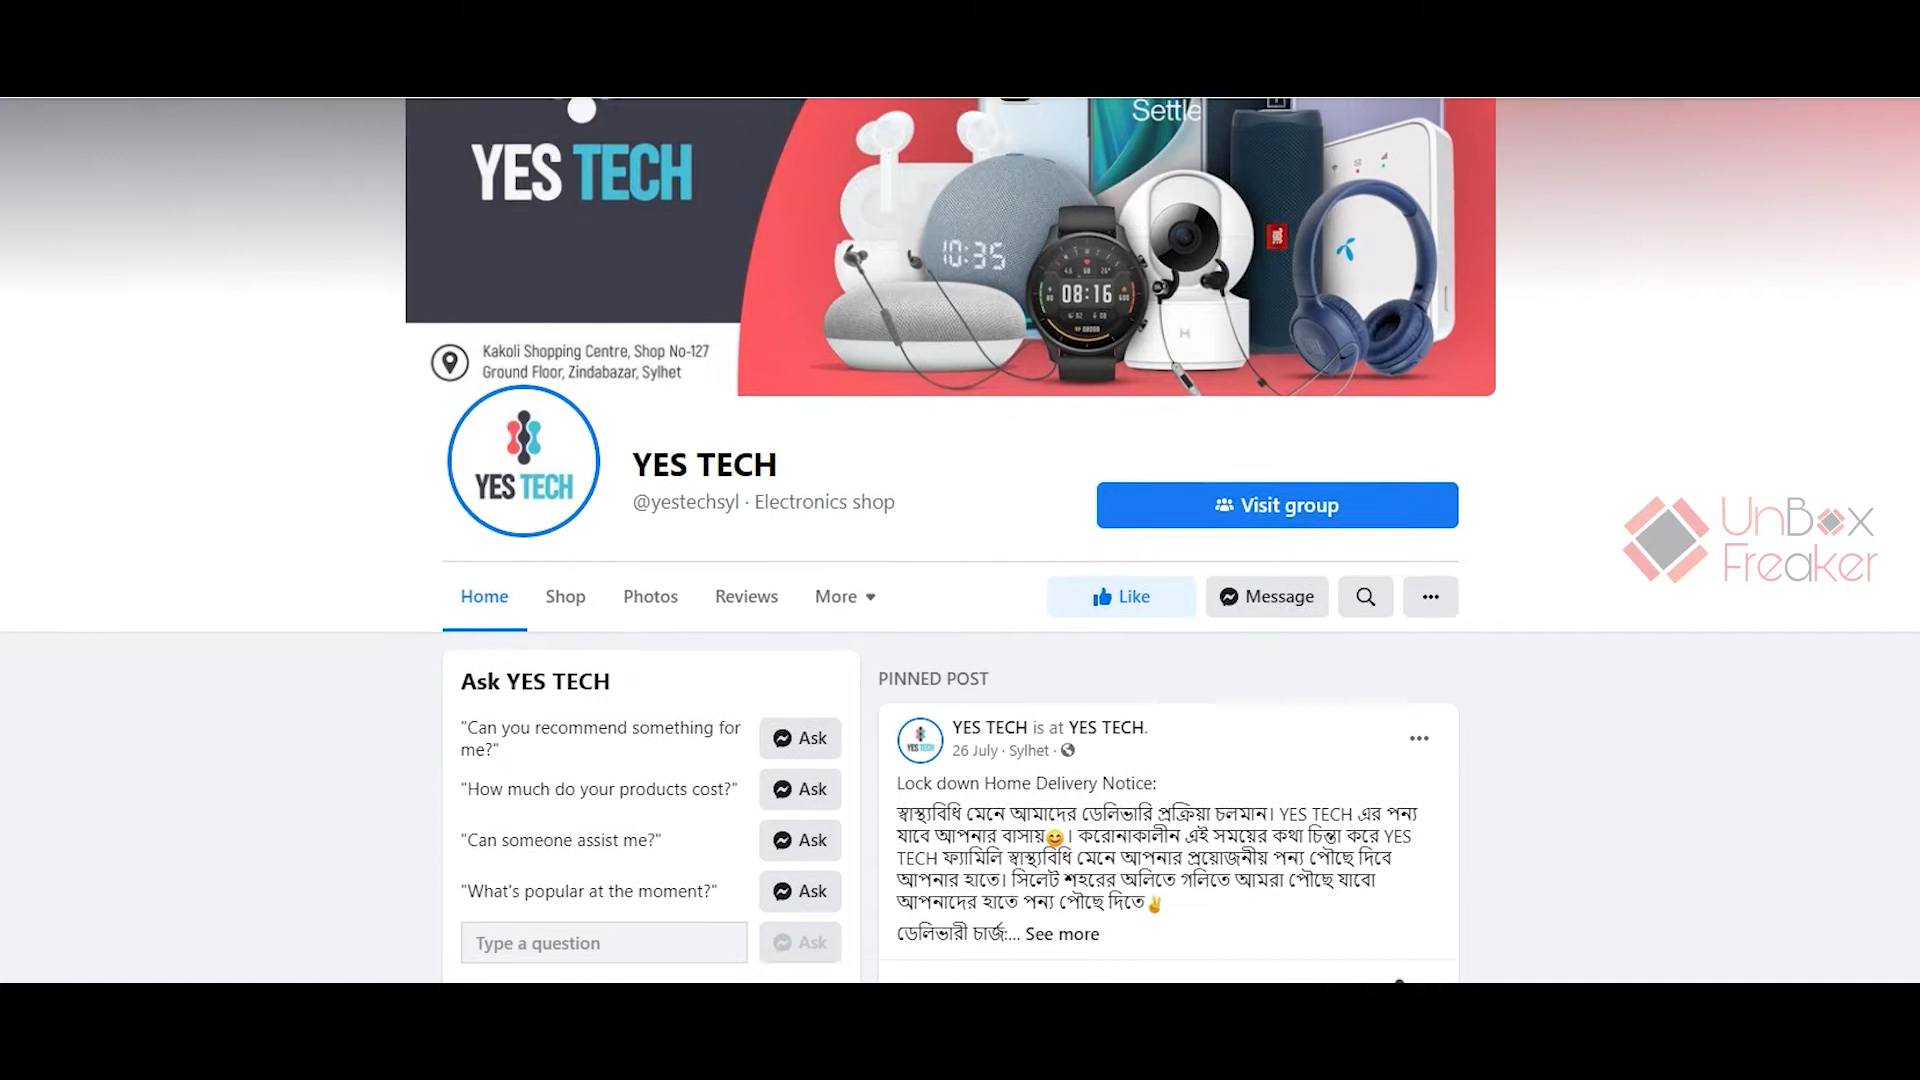 Settle
YES TECH
10:35
08:16
Kakoli Shopping Centre, Shop No-127
Ground Floor, Zindabazar, Sylhet
YES TECH
YES TECH
@yestechsyl · Electronics shop
Visit group
UnBox
Freaker
Home
Shop
Photos
Reviews
More
Like
Message
Ask YES TECH
"Can you recommend something for
me?"
Ask
"How much do your products cost?"
Ask
"Can someone assist me?"
Ask
"What's popular at the moment?"
Ask
Type a question
Ask
PINNED POST
YES TECH
YES TECH is at YES TECH.
26 July · Sylhet ·
Lock down Home Delivery Notice:
স্বাস্থ্যবিধি মেনে আমাদের ডেলিভারি প্রক্রিয়া চলমান। YES TECH এর পন্য
যাবে আপনার বাসায়😊। করোনাকালীন এই সময়ের কথা চিন্তা করে YES
TECH ফ্যামিলি স্বাস্থ্যবিধি মেনে আপনার প্রয়োজনীয় পন্য পৌছে দিবে
আপনার হাতে। সিলেট শহরের অলিতে গলিতে আমরা পৌছে যাবো
আপনাদের হাতে পন্য পৌছে দিতে✌
ডেলিভারী চার্জ:... See more